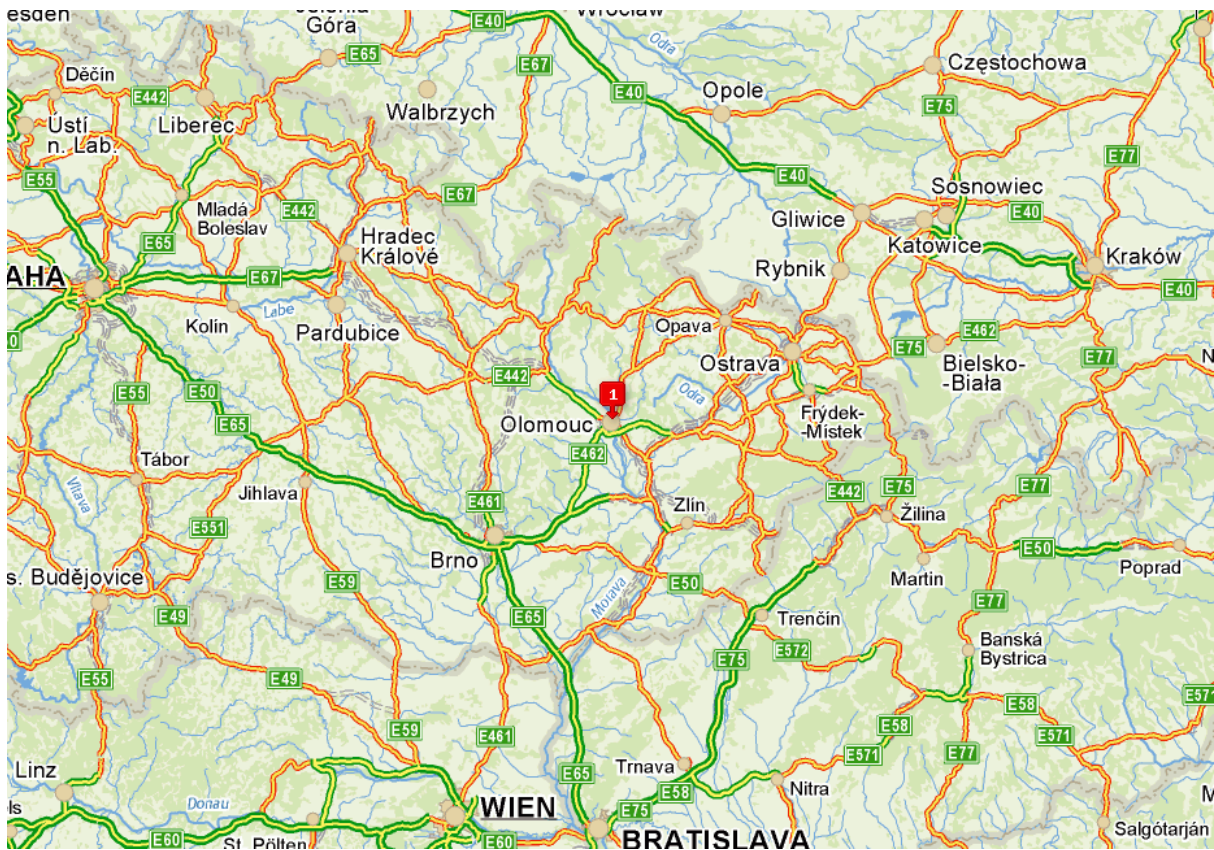 E40
Góra
E65
E67
Odra
Częstochowa
Děčín
E442
Walbrzych
E40
Opole
E75
Ústí
n. Lab.
Liberec
E77
E55
E40
E67
Sosnowiec
Mladá
Boleslav
E442
Gliwice
E40
E65
Hradec
Králové
Katowice
Kraków
AHA
E67
Rybnik
E40
Kolín
Labe
Pardubice
Opava
E462
E75
Ostrava
Bielsko-
-Biała
E77
E55
E50
E442
1
Odra
Frýdek-
-Místek
E65
Olomouc
E462
Tábor
Jihlava
E442
E75
E77
Vltava
E461
Zlín
Žilina
E551
Brno
E50
Martin
Poprad
s. Budějovice
E59
E50
Morava
E77
E49
E65
Trenčín
E572
Banská
Bystrica
E55
E49
E75
E571
E59
E461
E58
E58
E571
E77
E571
Linz
E65
Trnava
E58
Nitra
Donau
WIEN
E75
E60
St. Pölten
E60
BRATISLAVA
Salgótarján